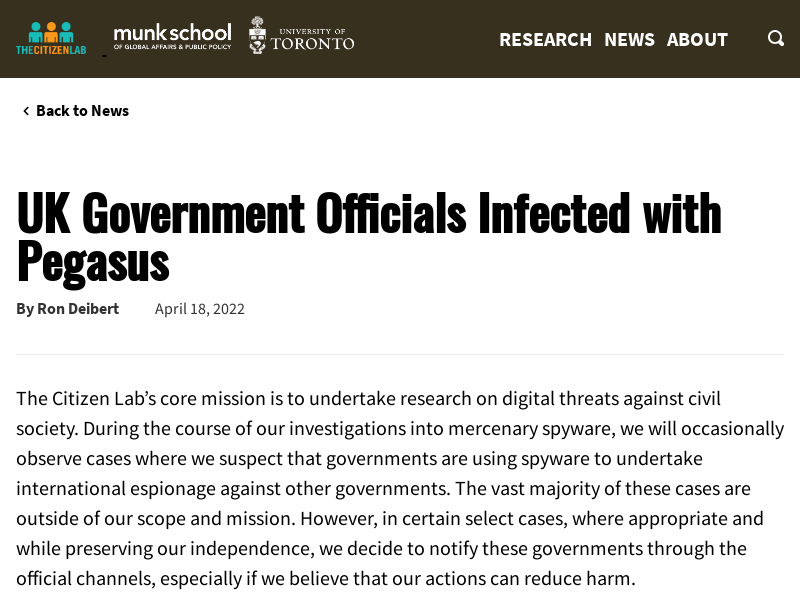 THECITIZENLAB
munk school
OF GLOBAL AFFAIRS & PUBLIC POLICY
UNIVERSITY OF
TORONTO
RESEARCH NEWS ABOUT
Back to News
UK Government Officials Infected with
Pegasus
By Ron Deibert April 18, 2022
The Citizen Lab’s core mission is to undertake research on digital threats against civil
society. During the course of our investigations into mercenary spyware, we will occasionally
observe cases where we suspect that governments are using spyware to undertake
international espionage against other governments. The vast majority of these cases are
outside of our scope and mission. However, in certain select cases, where appropriate and
while preserving our independence, we decide to notify these governments through the
official channels, especially if we believe that our actions can reduce harm.